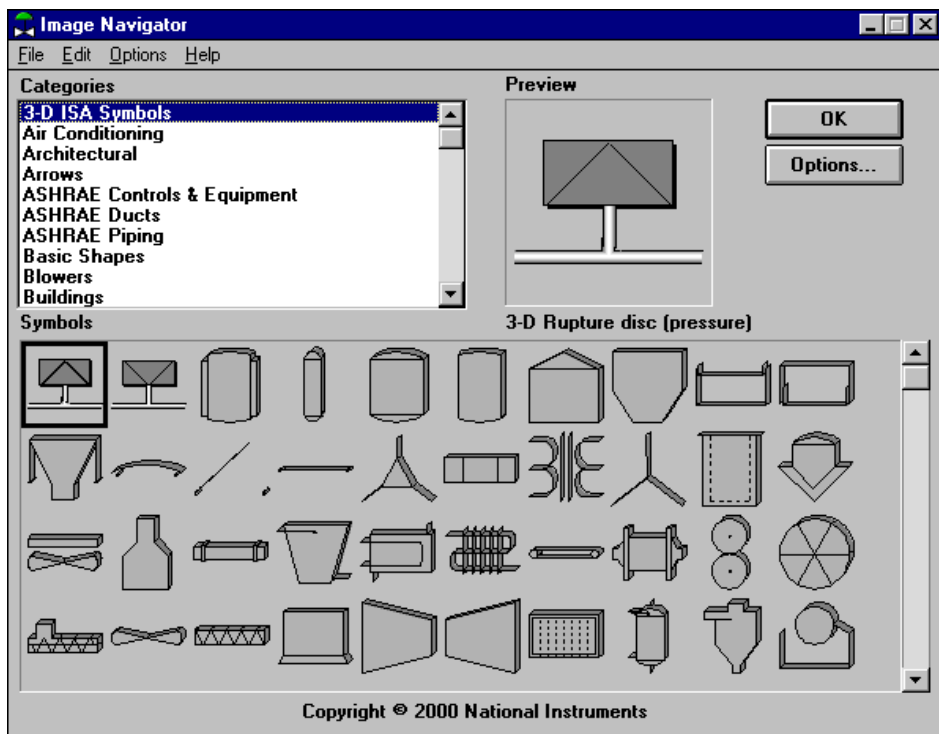 Image Navigator
File Edit Options Help
Categories
Preview
3-D ISA Symbols
Air Conditioning
Architectural
Arrows
ASHRAE Controls & Equipment
ASHRAE Ducts
ASHRAE Piping
Basic Shapes
Blowers
Buildings
OK
Options...
Symbols
3-D Rupture disc (pressure)
Copyright © 2000 National Instruments